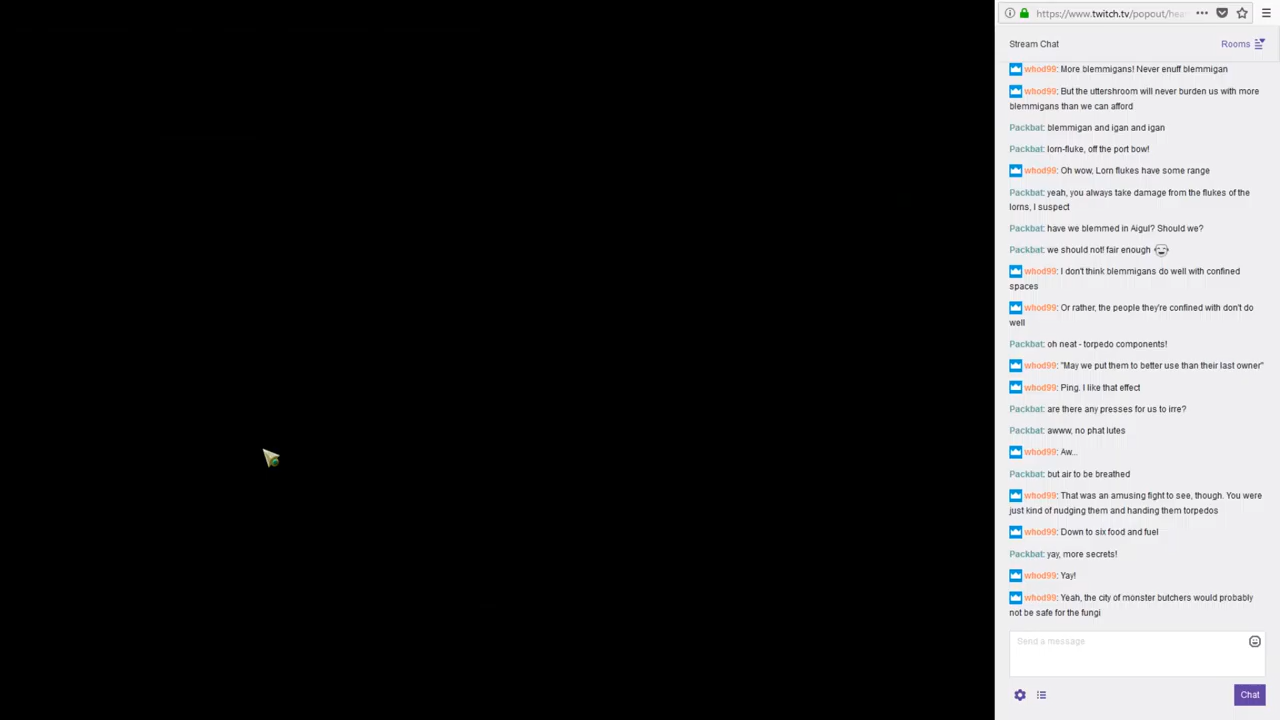 https://www.twitch.tv/popout/hea
Stream Chat
Rooms
whod99: More blemmigans! Never enuff blemmigan
whod99: But the uttershroom will never burden us with more
blemmigans than we can afford
Packbat: blemmigan and igan and igan
Packbat: lorn-fluke, off the port bow!
whod99: Oh wow, Lorn flukes have some range
Packbat: yeah, you always take damage from the flukes of the
lorns, I suspect
Packbat: have we blemmed in Aigul? Should we?
Packbat: we should not! fair enough
whod99: I don't think blemmigans do well with confined
spaces
whod99: Or rather, the people they're confined with don't do
well
Packbat: oh neat - torpedo components!
whod99: "May we put them to better use than their last owner"
whod99: Ping. I like that effect
Packbat: are there any presses for us to irre?
Packbat: awww, no phat lutes
whod99: Aw...
Packbat: but air to be breathed
whod99: That was an amusing fight to see, though. You were
just kind of nudging them and handing them torpedos
whod99: Down to six food and fuel
Packbat: yay, more secrets!
whod99: Yay!
whod99: Yeah, the city of monster butchers would probably
not be safe for the fungi
Send a message
Chat